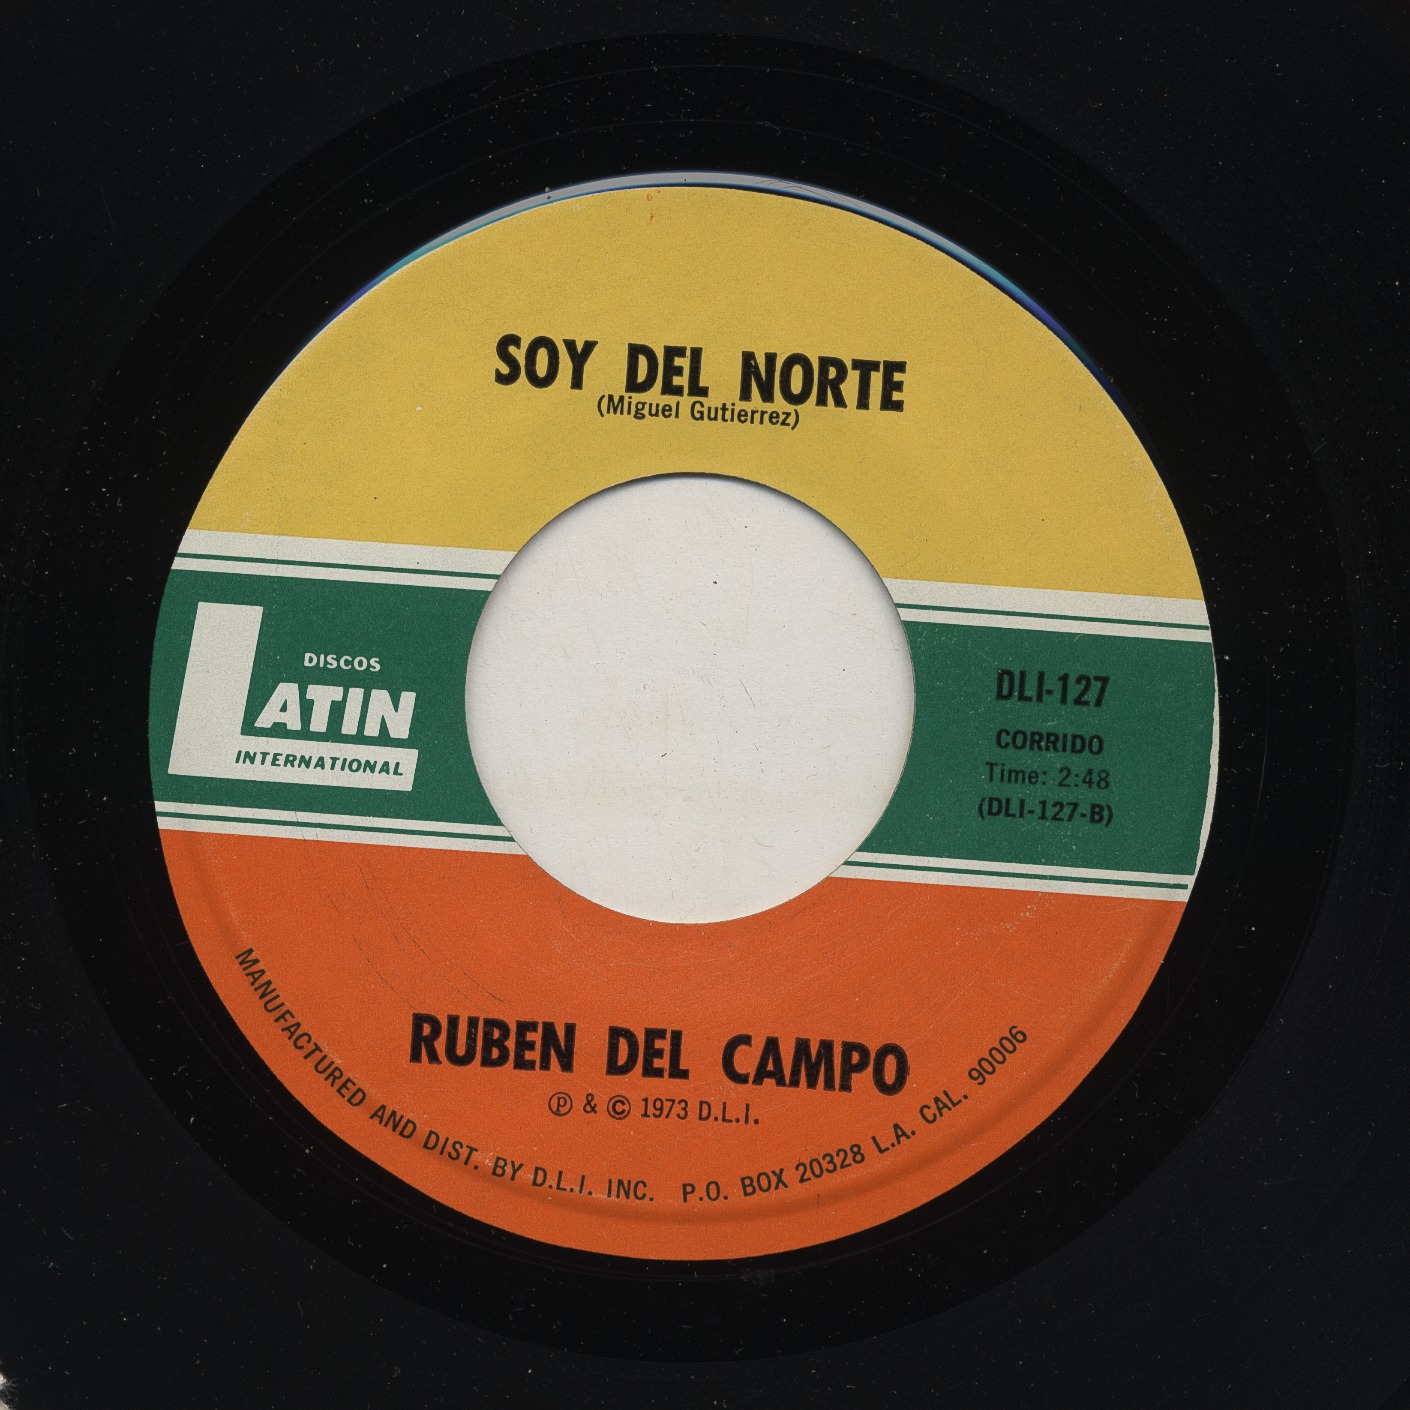 SOY DEL NORTE
(Miguel Gutierrez)
DISCOS
LATIN
INTERNATIONAL
DLI-127
CORRIDO
Time: 2:48
(DLI-127-B)
RUBEN DEL CAMPO
℗ & © 1973 D.L.I.
MANUFACTURED AND DIST. BY D.L.I. INC. P.O. BOX 20328 L.A. CAL. 90006